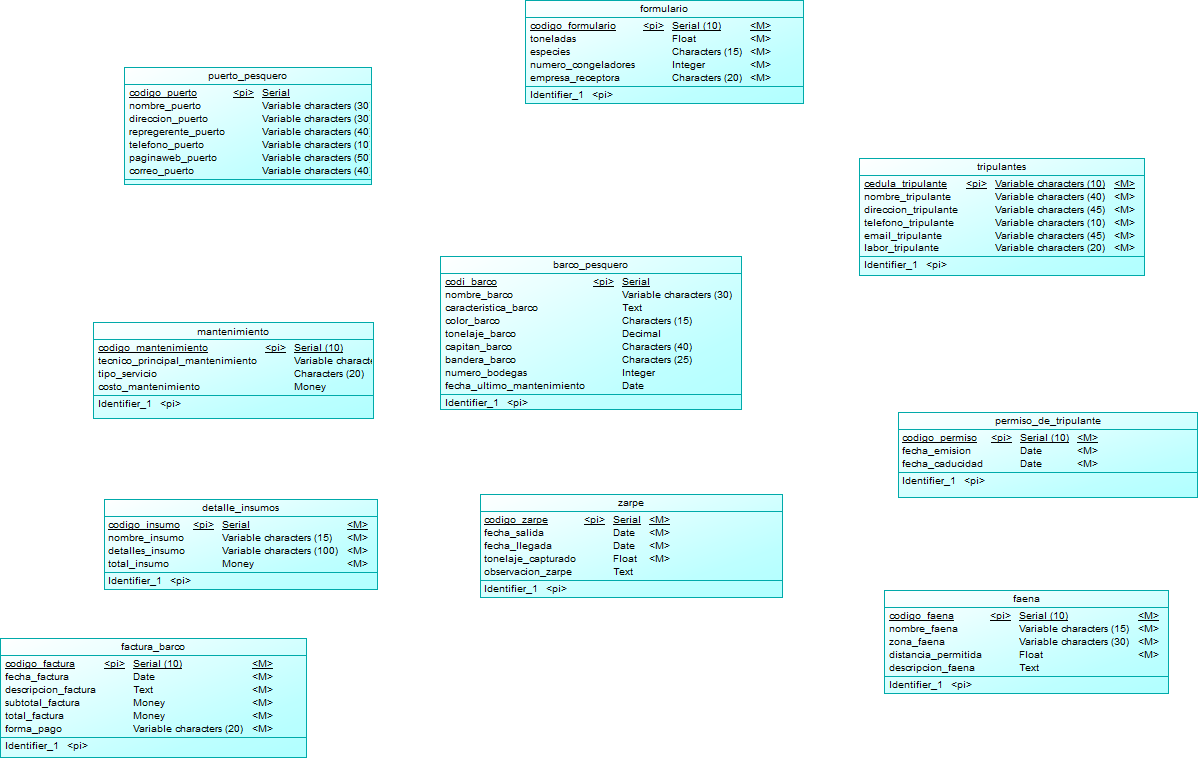 formulario
codigo_formulario <pi> Serial (10) <M>
toneladas Float <M>
especies Characters (15) <M>
numero_congeladores Integer <M>
empresa_receptora Characters (20) <M>
Identifier_1 <pi>
puerto_pesquero
codigo_puerto <pi> Serial
nombre_puerto Variable characters (30
direccion_puerto Variable characters (30
repregerente_puerto Variable characters (40
telefono_puerto Variable characters (10
paginaweb_puerto Variable characters (50
correo_puerto Variable characters (40
tripulantes
cedula_tripulante <pi> Variable characters (10) <M>
nombre_tripulante Variable characters (40) <M>
direccion_tripulante Variable characters (45) <M>
telefono_tripulante Variable characters (10) <M>
email_tripulante Variable characters (45) <M>
labor_tripulante Variable characters (20) <M>
Identifier_1 <pi>
barco_pesquero
codi_barco <pi> Serial
nombre_barco Variable characters (30)
caracteristica_barco Text
color_barco Characters (15)
tonelaje_barco Decimal
capitan_barco Characters (40)
bandera_barco Characters (25)
numero_bodegas Integer
fecha_ultimo_mantenimiento Date
Identifier_1 <pi>
mantenimiento
codigo_mantenimiento <pi> Serial (10)
tecnico_principal_mantenimiento Variable charact
tipo_servicio Characters (20)
costo_mantenimiento Money
Identifier_1 <pi>
permiso_de_tripulante
codigo_permiso <pi> Serial (10) <M>
fecha_emision Date <M>
fecha_caducidad Date <M>
Identifier_1 <pi>
detalle_insumos
codigo_insumo <pi> Serial <M>
nombre_insumo Variable characters (15) <M>
detalles_insumo Variable characters (100) <M>
total_insumo Money <M>
Identifier_1 <pi>
zarpe
codigo_zarpe <pi> Serial <M>
fecha_salida Date <M>
fecha_llegada Date <M>
tonelaje_capturado Float <M>
observacion_zarpe Text
Identifier_1 <pi>
faena
codigo_faena <pi> Serial (10) <M>
nombre_faena Variable characters (15) <M>
zona_faena Variable characters (30) <M>
distancia_permitida Float <M>
descripcion_faena Text
Identifier_1 <pi>
factura_barco
codigo_factura <pi> Serial (10) <M>
fecha_factura Date <M>
descripcion_factura Text <M>
subtotal_factura Money <M>
total_factura Money <M>
forma_pago Variable characters (20) <M>
Identifier_1 <pi>